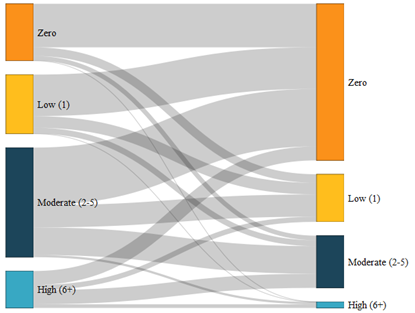 Zero
Low (1)
Moderate (2-5)
High (6+)
Zero
Low (1)
Moderate (2-5)
High (6+)